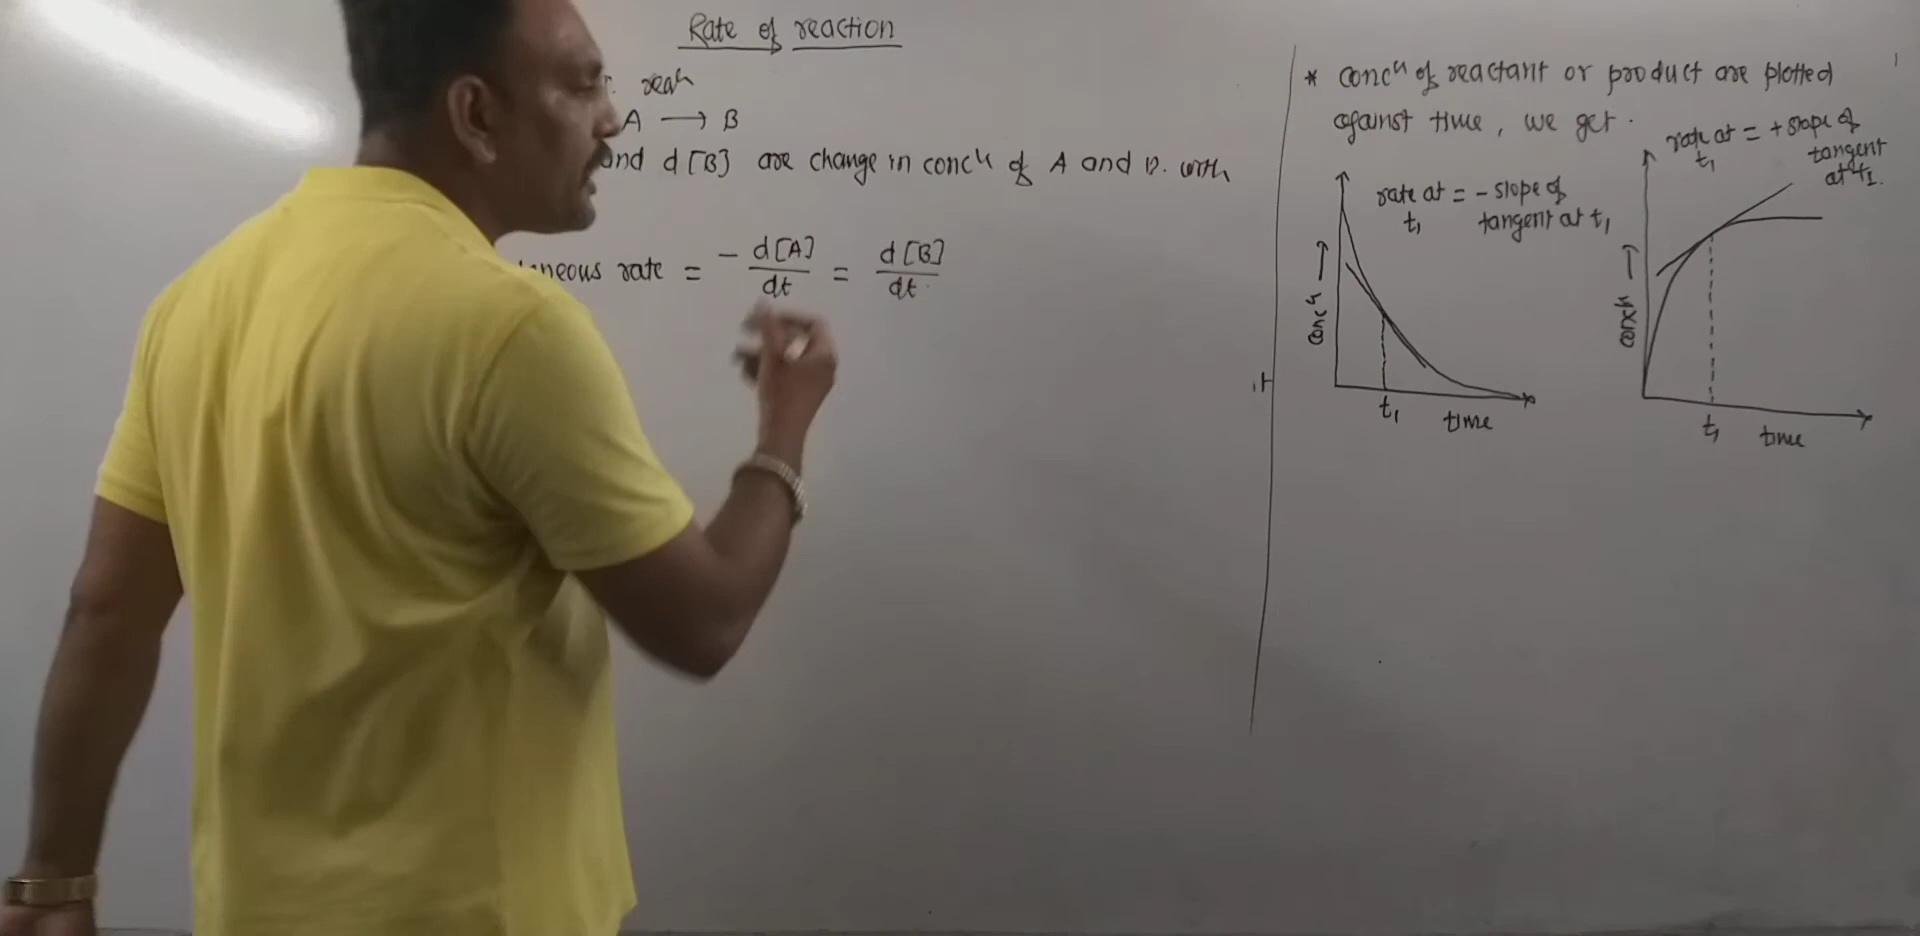 Rate of reaction
reaⁿ
A → B
and d[B] are change in concⁿ of A and B. with
aneous rate = - d[A]/dt = d[B]/dt
* concⁿ of reactant or product are plotted
against time, we get.
rate at t₁ = - slope of
tangent at t₁
concⁿ →
t₁ time
rate at t₁ = + slope of
tangent
at t₁.
concⁿ →
t₁ time